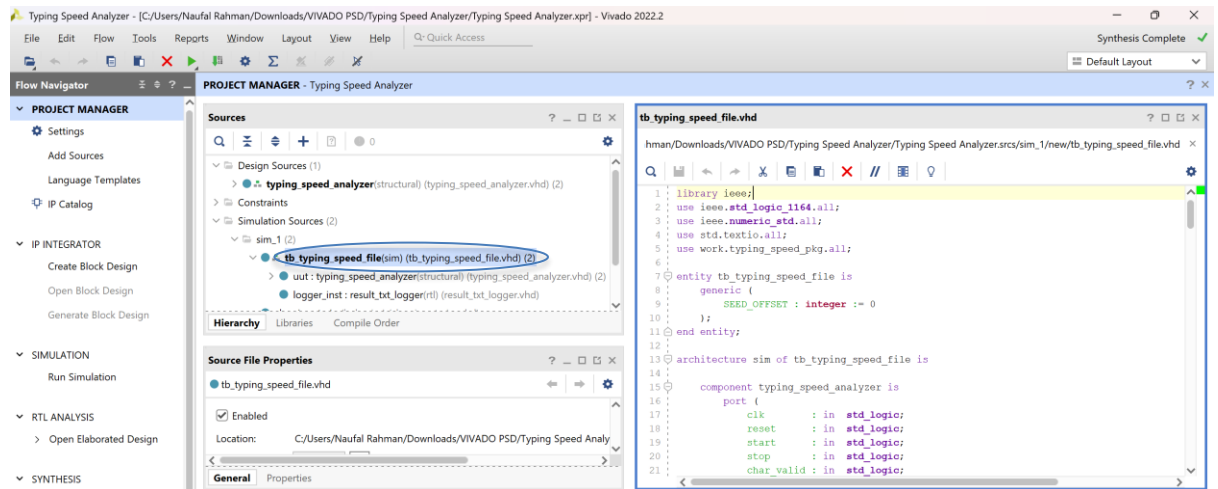 Typing Speed Analyzer - [C:/Users/Naufal Rahman/Downloads/VIVADO PSD/Typing Speed Analyzer/Typing Speed Analyzer.xpr] - Vivado 2022.2
File Edit Flow Tools Reports Window Layout View Help Q- Quick Access
Synthesis Complete
Default Layout
Flow Navigator
PROJECT MANAGER
Settings
Add Sources
Language Templates
IP Catalog
IP INTEGRATOR
Create Block Design
Open Block Design
Generate Block Design
SIMULATION
Run Simulation
RTL ANALYSIS
Open Elaborated Design
SYNTHESIS
PROJECT MANAGER - Typing Speed Analyzer
Sources
0
Design Sources (1)
typing_speed_analyzer(structural) (typing_speed_analyzer.vhd) (2)
Constraints
Simulation Sources (2)
sim_1 (2)
tb_typing_speed_file(sim) (tb_typing_speed_file.vhd) (2)
uut : typing_speed_analyzer(structural) (typing_speed_analyzer.vhd) (2)
logger_inst : result_txt_logger(rtl) (result_txt_logger.vhd)
Hierarchy Libraries Compile Order
Source File Properties
tb_typing_speed_file.vhd
Enabled
Location: C:/Users/Naufal Rahman/Downloads/VIVADO PSD/Typing Speed Analy
General Properties
tb_typing_speed_file.vhd
hman/Downloads/VIVADO PSD/Typing Speed Analyzer/Typing Speed Analyzer.srcs/sim_1/new/tb_typing_speed_file.vhd
1 library ieee;
2 use ieee.std_logic_1164.all;
3 use ieee.numeric_std.all;
4 use std.textio.all;
5 use work.typing_speed_pkg.all;
6
7 entity tb_typing_speed_file is
8 generic (
9 SEED_OFFSET : integer := 0
10 );
11 end entity;
12
13 architecture sim of tb_typing_speed_file is
14
15 component typing_speed_analyzer is
16 port (
17 clk : in std_logic;
18 reset : in std_logic;
19 start : in std_logic;
20 stop : in std_logic;
21 char_valid : in std_logic;